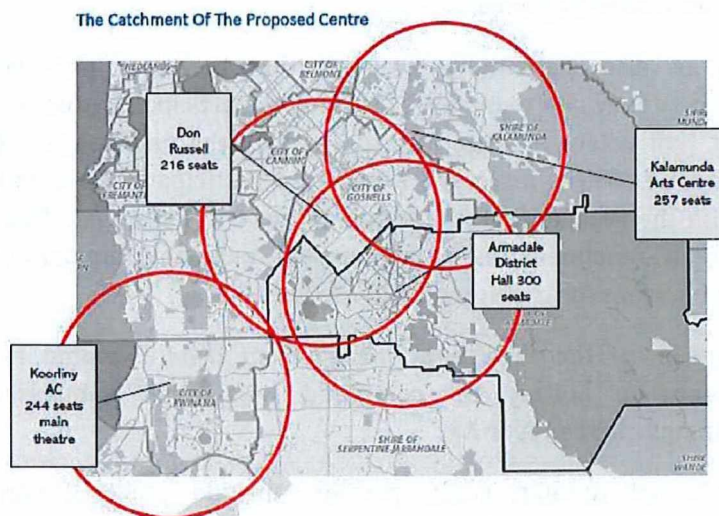 The Catchment Of The Proposed Centre
CITY OF
BELMONT
Don
Russell
216 seats
CITY OF
CANNING
SHIRE OF
KALAMUNDA
Kalamunda
Arts Centre
257 seats
CITY OF
GOSNELLS
Armadale
District
Hall 300
seats
Koorliny
AC
244 seats
main
theatre
CITY OF
KWINANA
SHIRE OF
SERPENTINE-JARRAHDALE